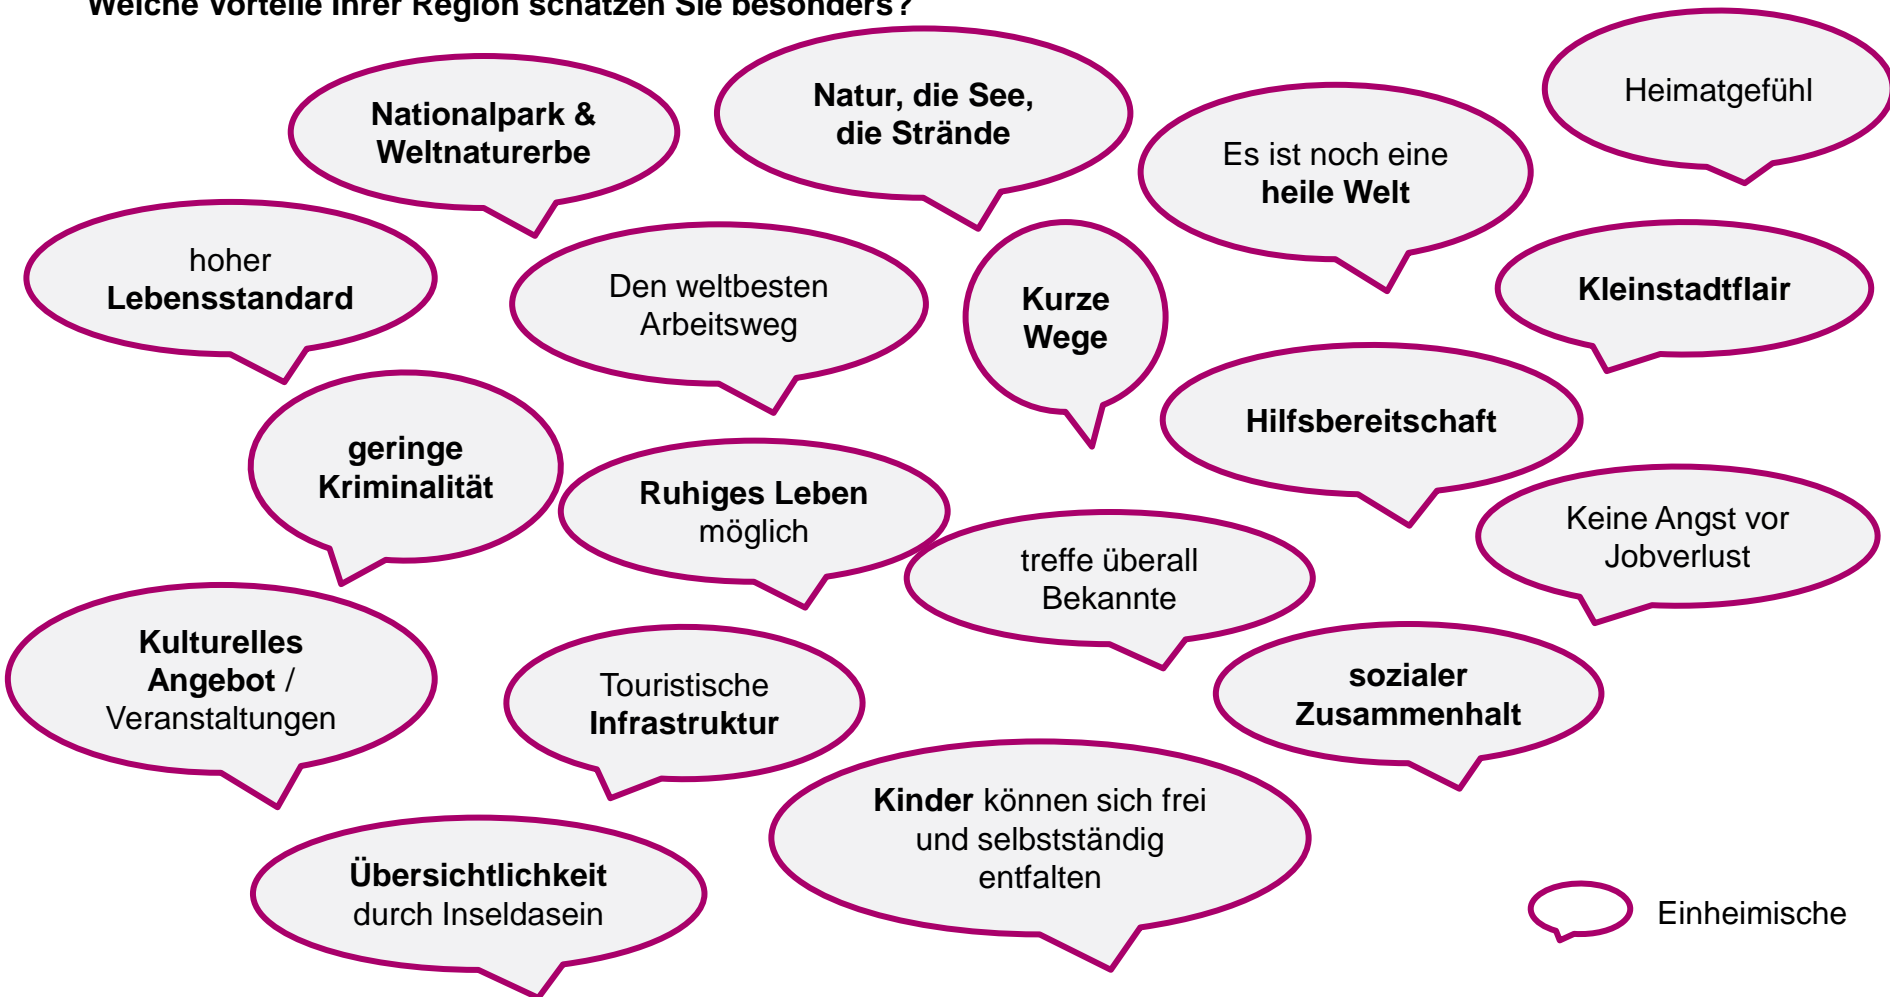 Welche Vorteile Ihrer Region schätzen Sie besonders?
Nationalpark &
Weltnaturerbe
Natur, die See,
die Strände
Es ist noch eine
heile Welt
Heimatgefühl
hoher
Lebensstandard
Den weltbesten
Arbeitsweg
Kurze
Wege
Kleinstadtflair
geringe
Kriminalität
Ruhiges Leben
möglich
Hilfsbereitschaft
treffe überall
Bekannte
Keine Angst vor
Jobverlust
Kulturelles
Angebot /
Veranstaltungen
Touristische
Infrastruktur
sozialer
Zusammenhalt
Kinder können sich frei
und selbstständig
entfalten
Übersichtlichkeit
durch Inseldasein
Einheimische